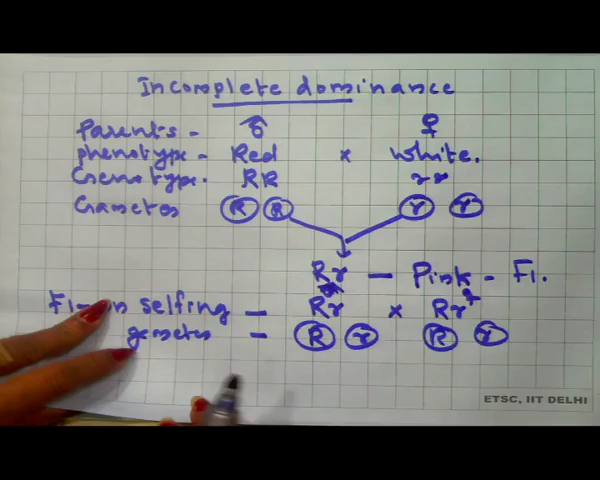 Incomplete dominance
Parents - ♂ ♀
phenotype - Red x white.
Genotype. RR rr
Gametes R R r r
Rr — Pink - F1.
F1 on selfing - Rr x Rr
gametes = R r R r
ETSC, IIT DELHI